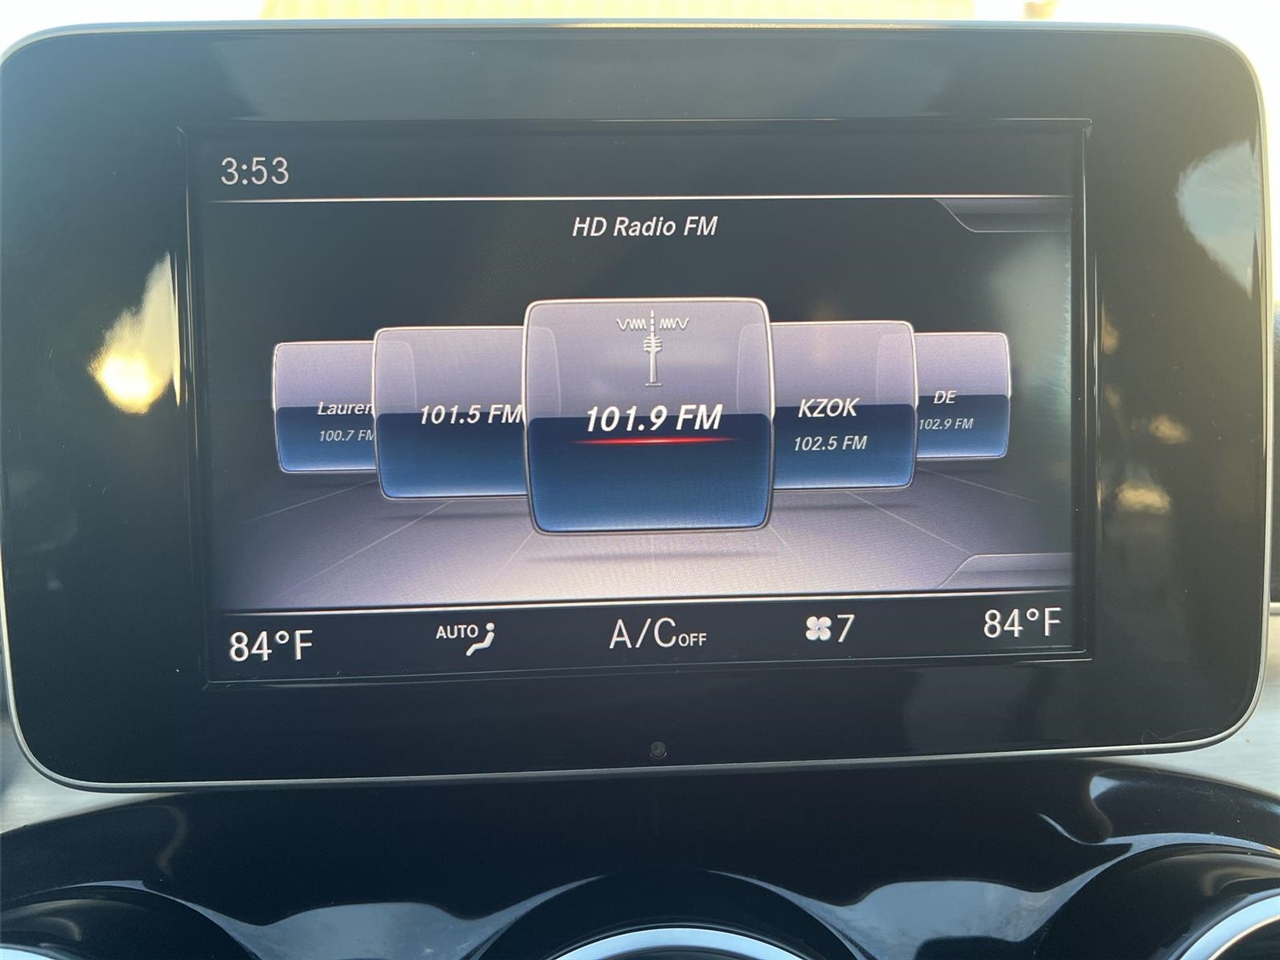 3:53
HD Radio FM
Lauren
100.7 FM
101.5 FM
101.9 FM
KZOK
102.5 FM
DE
102.9 FM
84°F
AUTO
A/C OFF
7
84°F